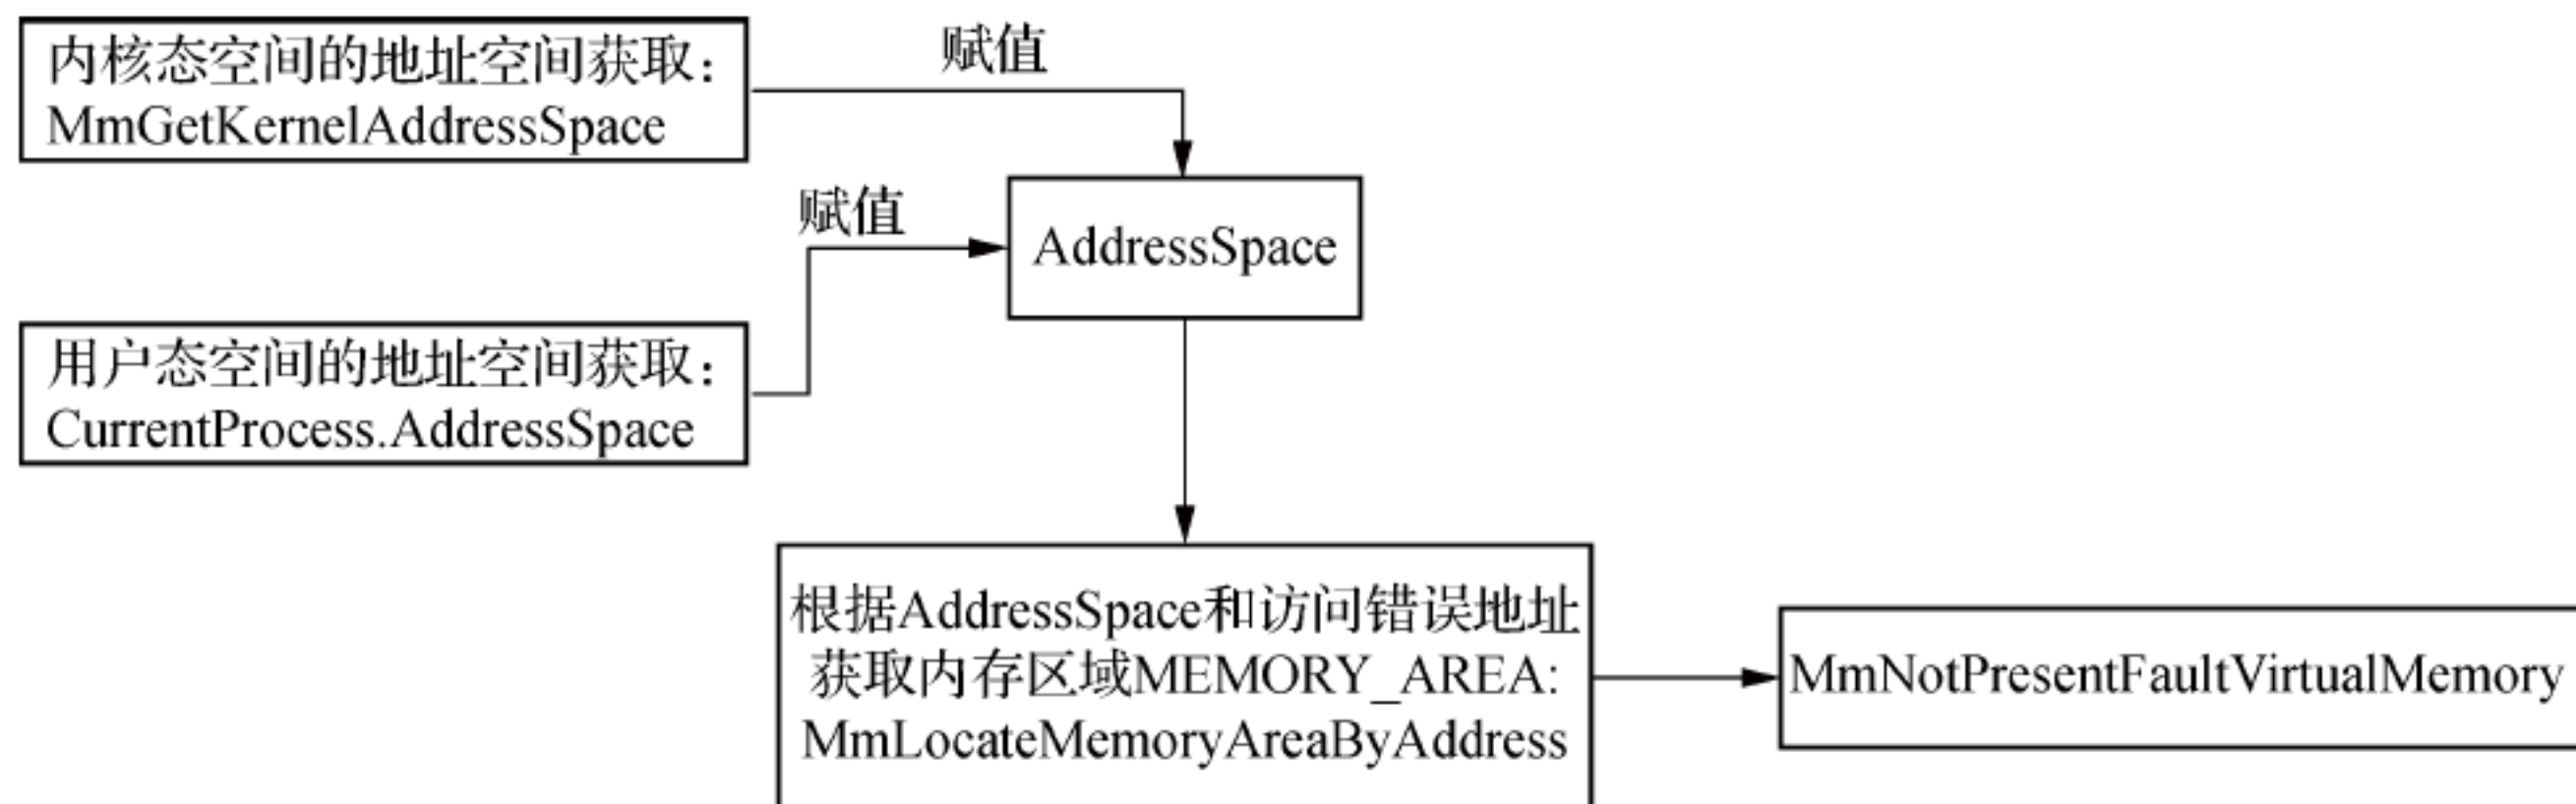 内核态空间的地址空间获取：
MmGetKernelAddressSpace
赋值
赋值
AddressSpace
用户态空间的地址空间获取：
CurrentProcess.AddressSpace
根据AddressSpace和访问错误地址
获取内存区域MEMORY_AREA:
MmLocateMemoryAreaByAddress
MmNotPresentFaultVirtualMemory